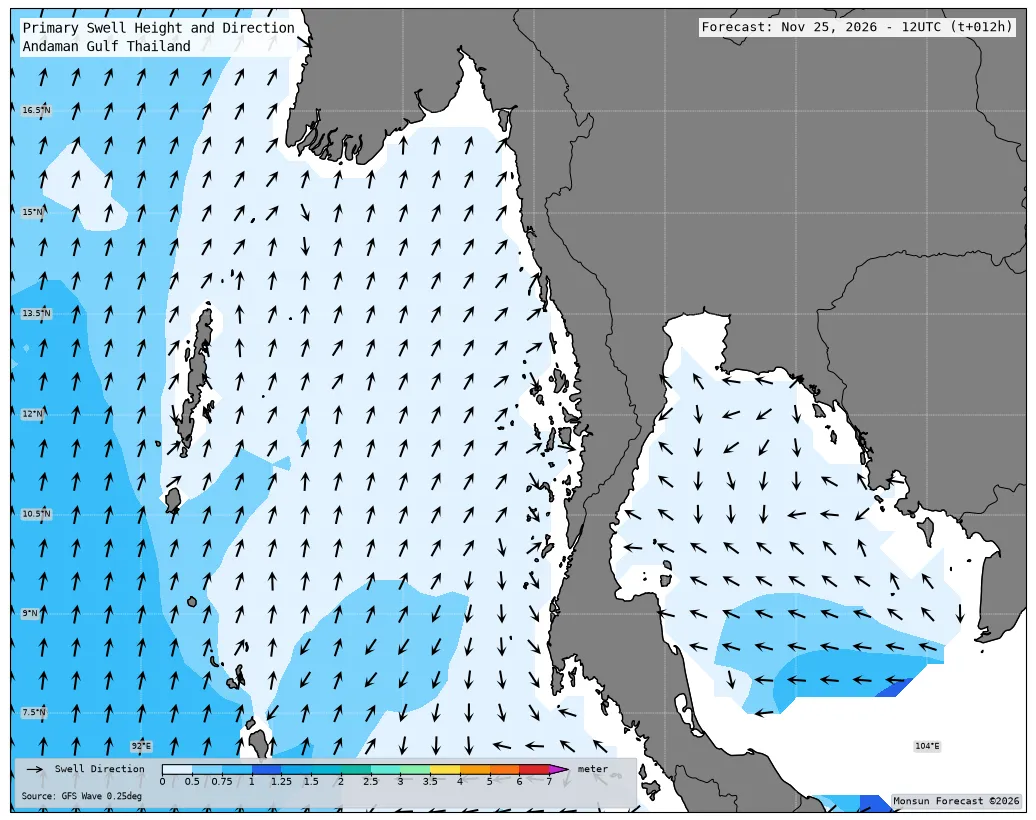 Primary Swell Height and Direction
Andaman Gulf Thailand
Forecast: Nov 25, 2026 - 12UTC (t+012h)
16.5°N
15°N
13.5°N
12°N
10.5°N
9°N
7.5°N
92°E
104°E
Swell Direction
0 0.5 0.75 1 1.25 1.5 2 2.5 3 3.5 4 5 6 7
meter
Source: GFS Wave 0.25deg
Monsun Forecast ©2026